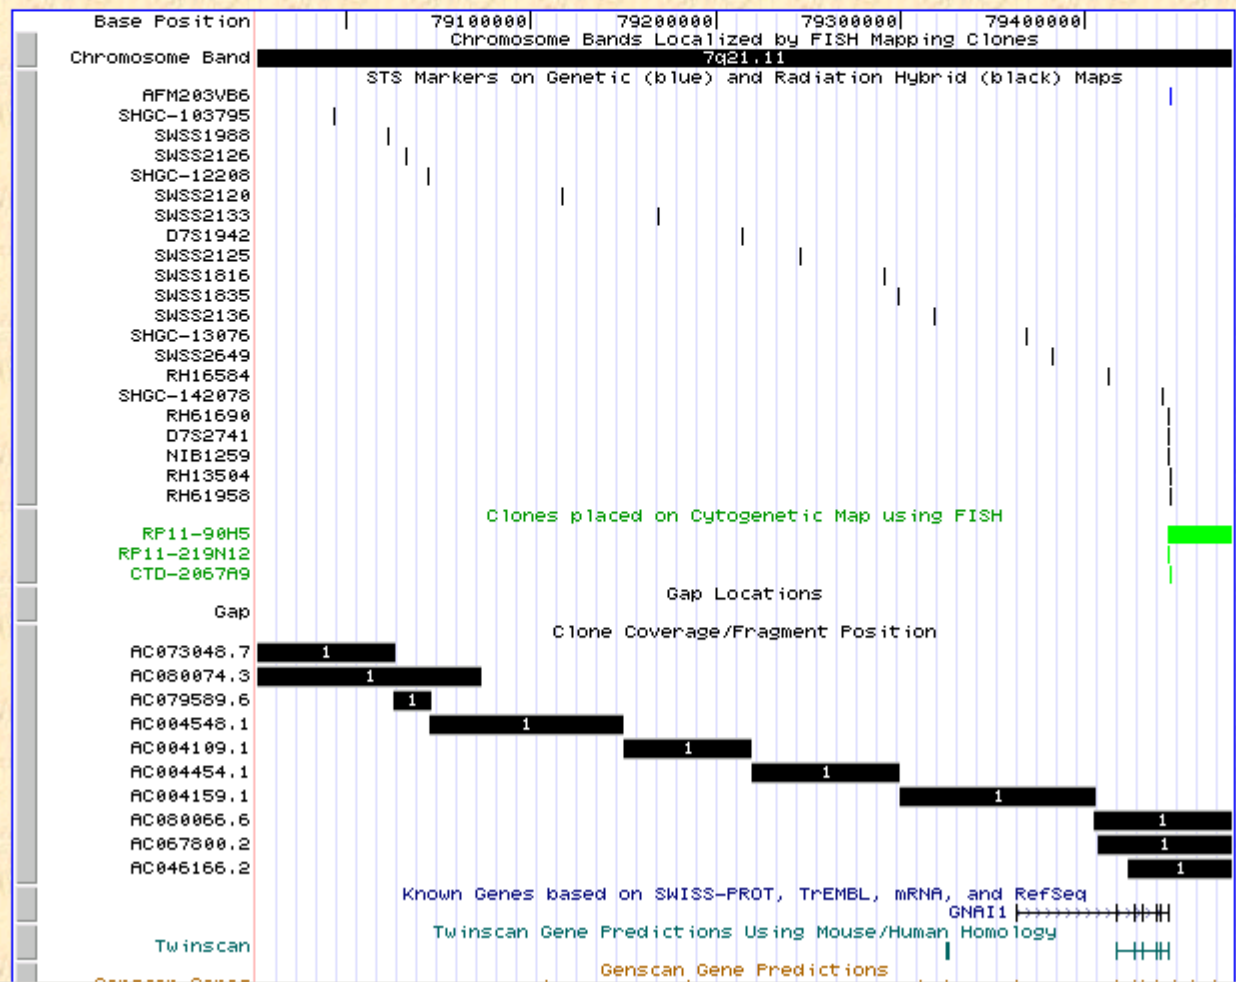 Base Position 79100000 79200000 79300000 79400000
Chromosome Bands Localized by FISH Mapping Clones
Chromosome Band 7q21.11
STS Markers on Genetic (blue) and Radiation Hybrid (black) Maps
AFM203VB6
SHGC-103795
SWSS1988
SWSS2126
SHGC-12208
SWSS2120
SWSS2133
D7S1942
SWSS2125
SWSS1816
SWSS1835
SWSS2136
SHGC-13076
SWSS2649
RH16584
SHGC-142078
RH61690
D7S2741
NIB1259
RH13504
RH61958
Clones placed on Cytogenetic Map using FISH
RP11-90H5
RP11-219N12
CTD-2067A9
Gap Locations
Gap
Clone Coverage/Fragment Position
AC073048.7 1
AC080074.3 1
AC079589.6 1
AC004548.1 1
AC004109.1 1
AC004454.1 1
AC004159.1 1
AC080066.6 1
AC067800.2 1
AC046166.2 1
Known Genes based on SWISS-PROT, TrEMBL, mRNA, and RefSeq
GNAI1
Twinscan Gene Predictions Using Mouse/Human Homology
Twinscan
Genscan Gene Predictions